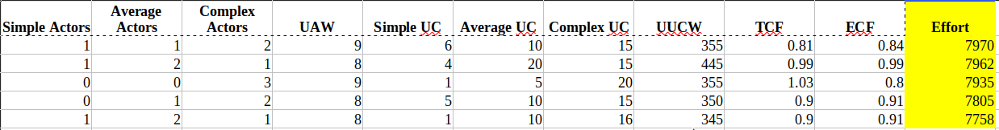 Simple Actors Average Actors Complex Actors UAW Simple UC Average UC Complex UC UUCW TCF ECF Effort
1 1 2 9 6 10 15 355 0.81 0.84 7970
1 2 1 8 4 20 15 445 0.99 0.99 7962
0 0 3 9 1 5 20 355 1.03 0.8 7935
0 1 2 8 5 10 15 350 0.9 0.91 7805
1 2 1 8 1 10 16 345 0.9 0.91 7758